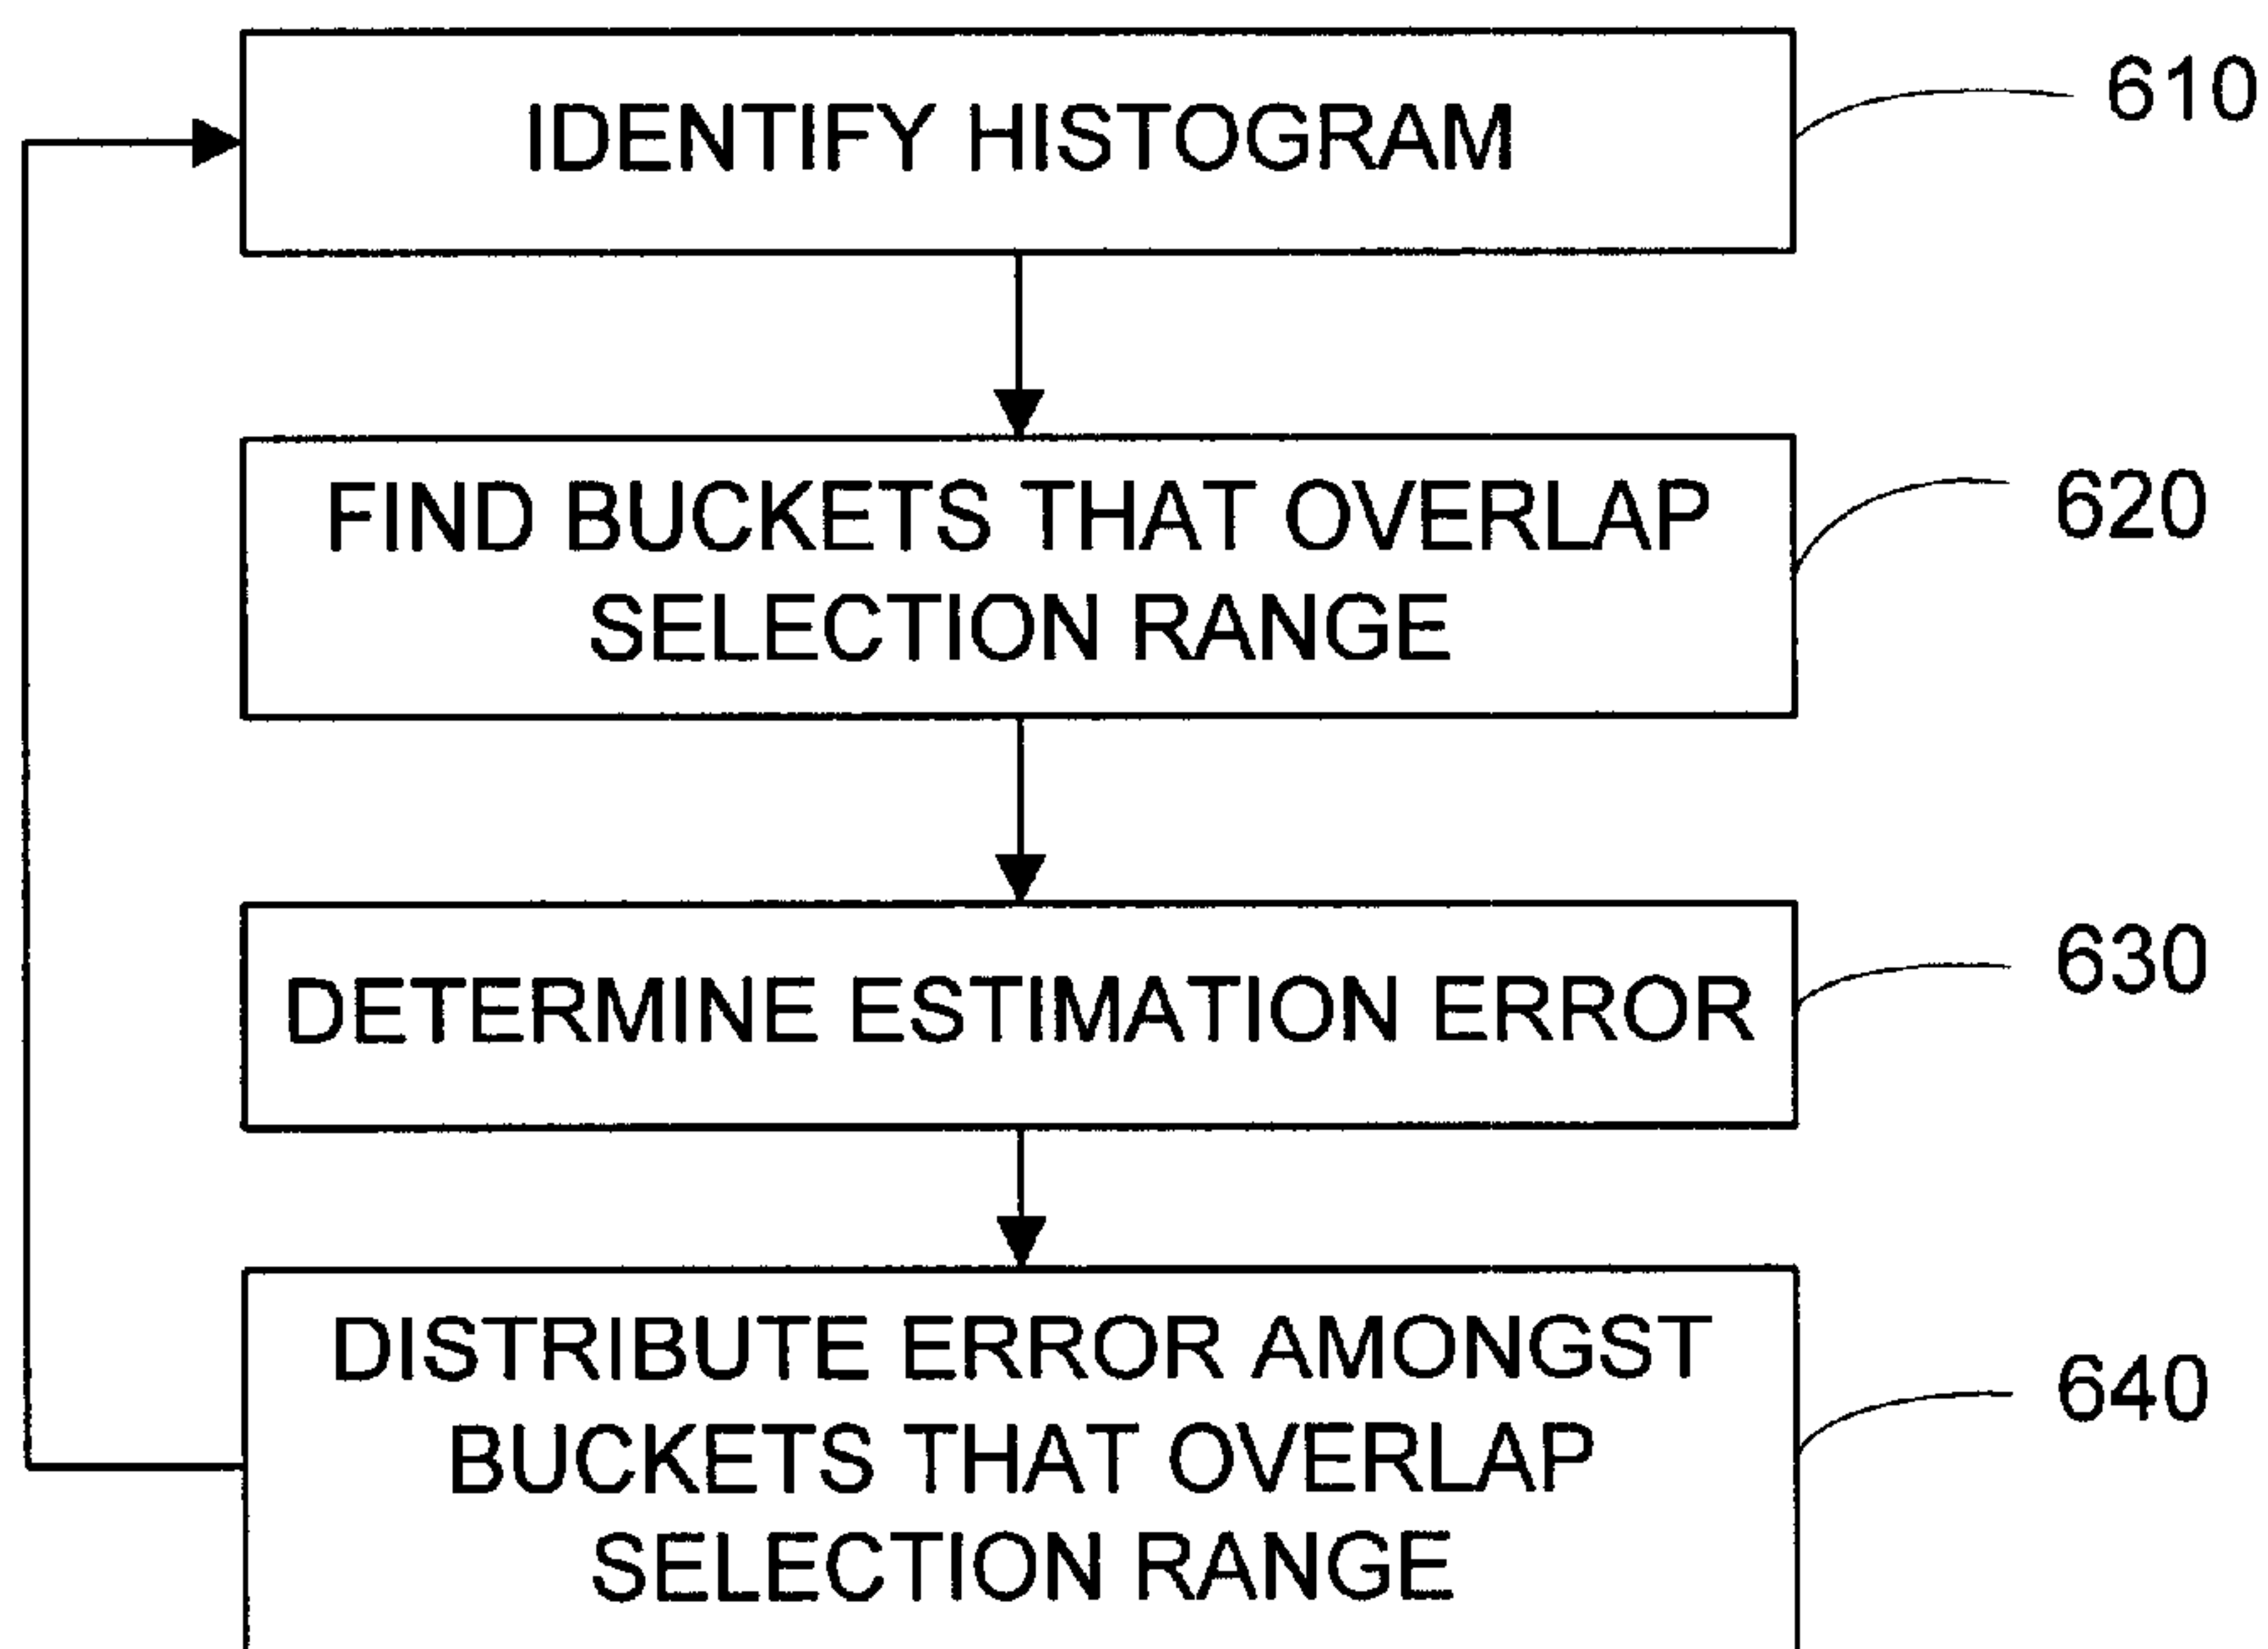 IDENTIFY HISTOGRAM
610
FIND BUCKETS THAT OVERLAP
SELECTION RANGE
620
DETERMINE ESTIMATION ERROR
630
DISTRIBUTE ERROR AMONGST
BUCKETS THAT OVERLAP
SELECTION RANGE
640